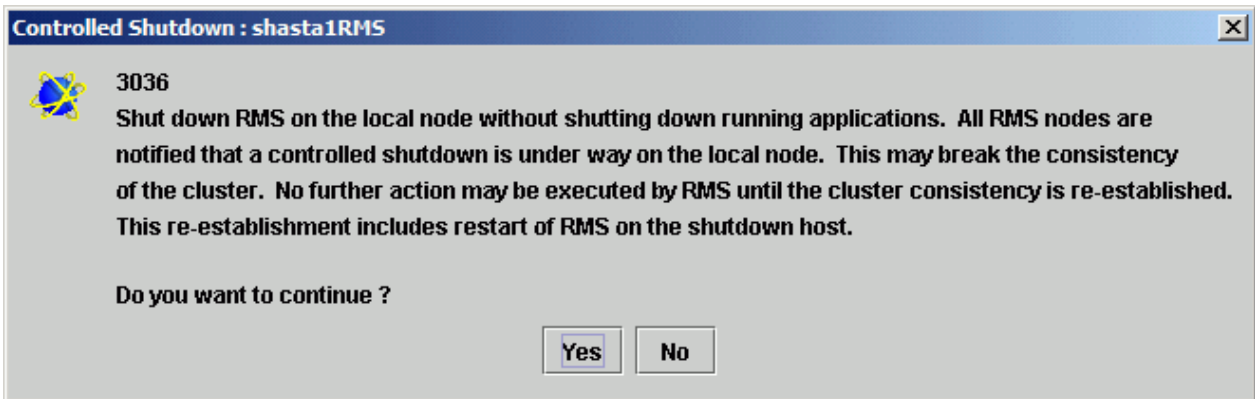 Controlled Shutdown : shasta1RMS
3036
Shut down RMS on the local node without shutting down running applications.  All RMS nodes are
notified that a controlled shutdown is under way on the local node.  This may break the consistency
of the cluster.  No further action may be executed by RMS until the cluster consistency is re-established.
This re-establishment includes restart of RMS on the shutdown host.
Do you want to continue ?
Yes No